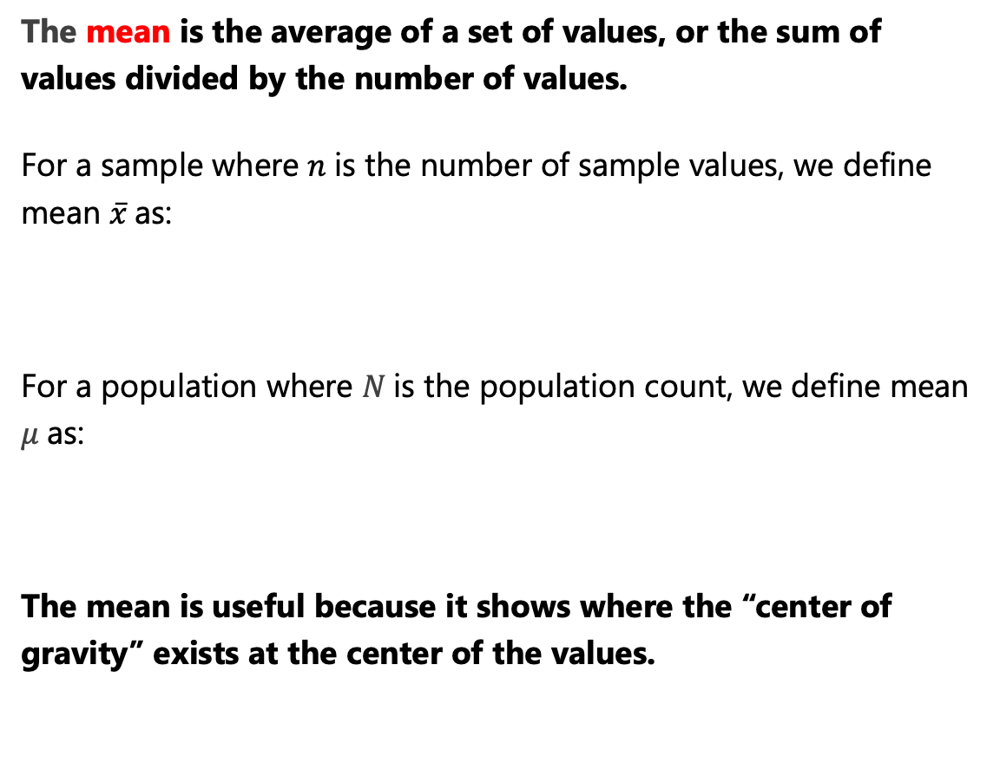 The mean is the average of a set of values, or the sum of
values divided by the number of values.
For a sample where n is the number of sample values, we define
mean x̄ as:
For a population where N is the population count, we define mean
μ as:
The mean is useful because it shows where the “center of
gravity” exists at the center of the values.